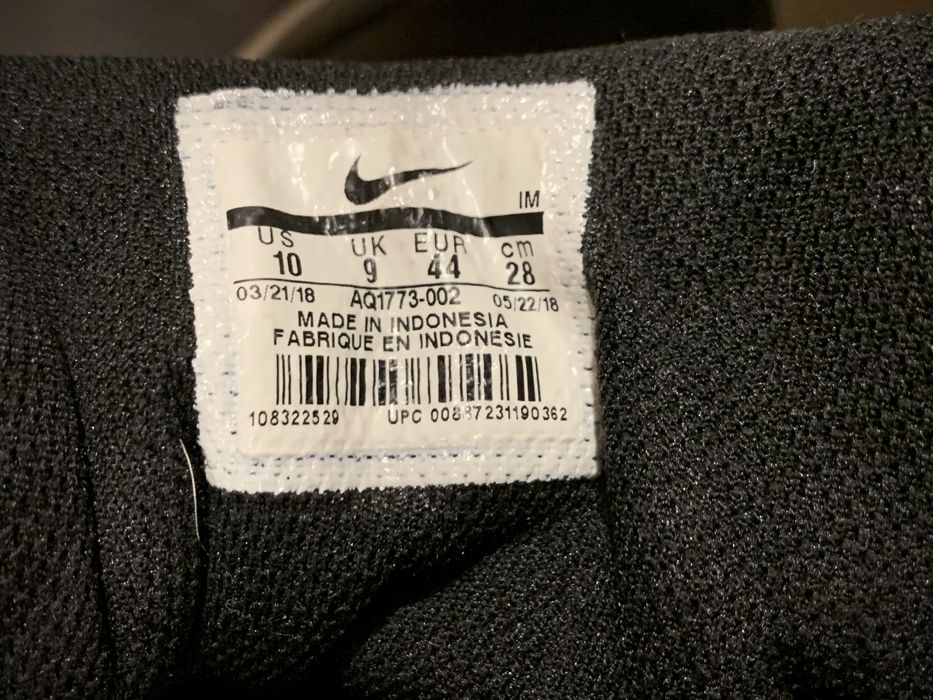 IM
US UK EUR cm
10 9 44 28
03/21/18 AQ1773-002 05/22/18
MADE IN INDONESIA
FABRIQUE EN INDONESIE
108322529 UPC 00887231190362